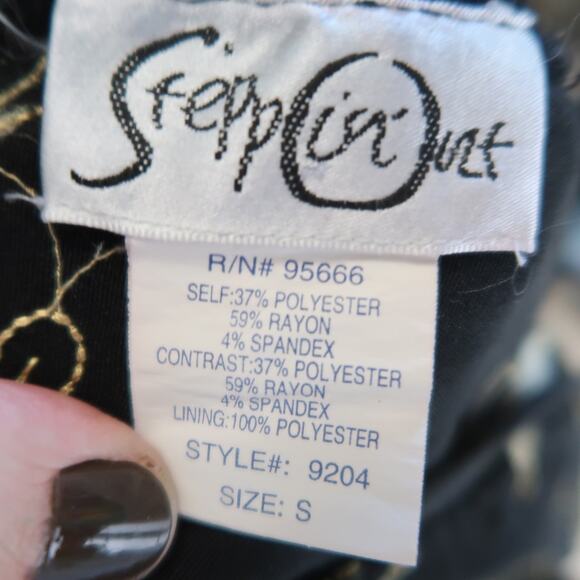 Steppin' Out
R/N# 95666
SELF:37% POLYESTER
59% RAYON
4% SPANDEX
CONTRAST:37% POLYESTER
59% RAYON
4% SPANDEX
LINING:100% POLYESTER
STYLE#: 9204
SIZE: S